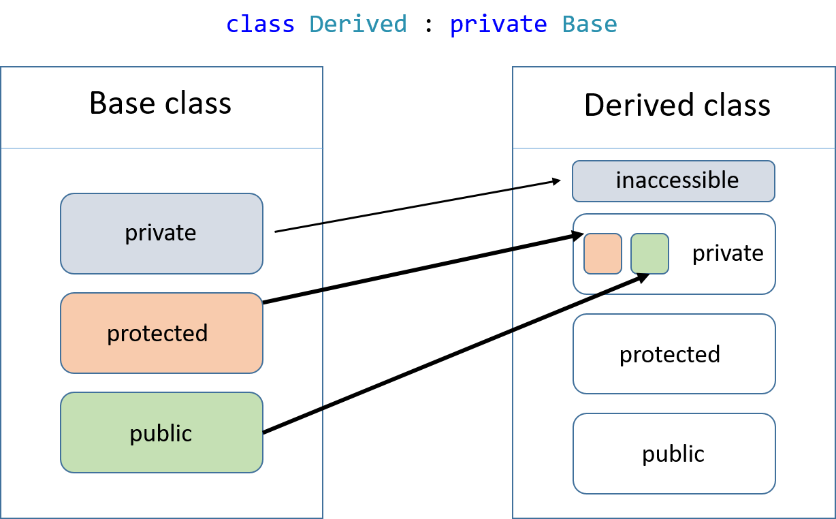 class Derived : private Base
Base class
private
protected
public
Derived class
inaccessible
private
protected
public